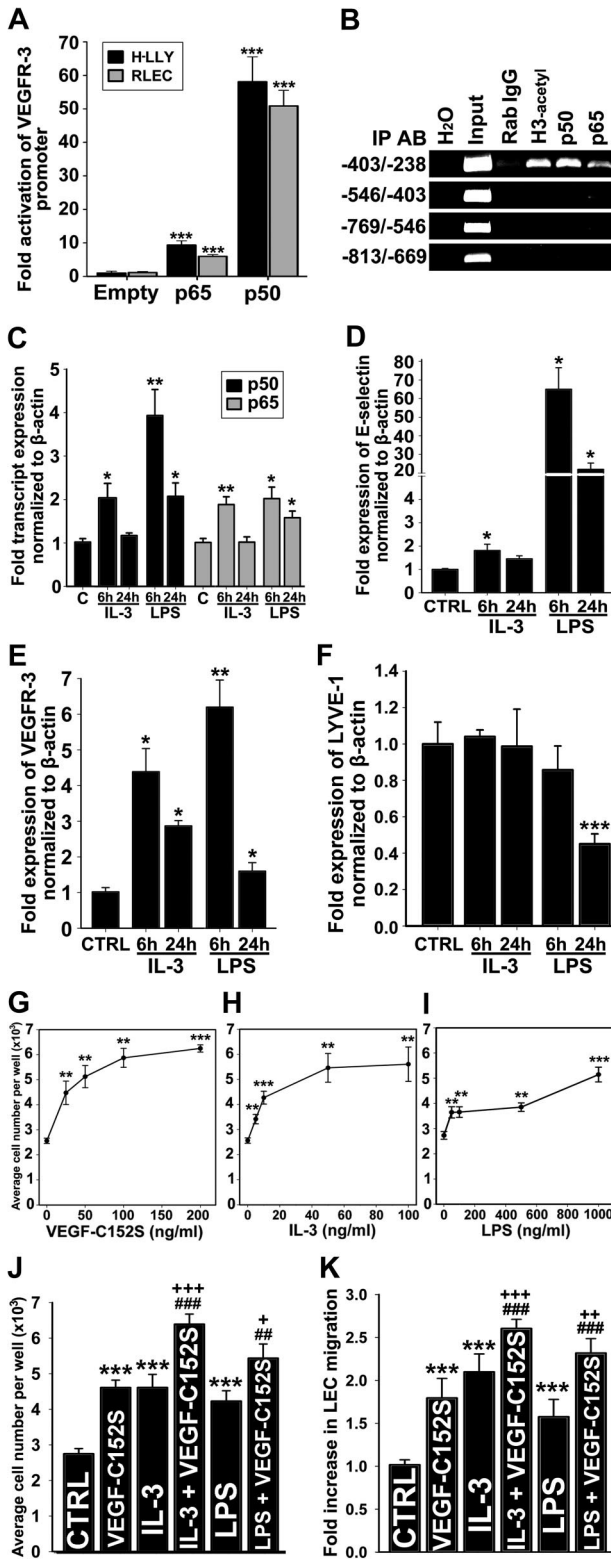 A
Fold activation of VEGFR-3
promoter
70
60
50
40
30
20
10
0
H-LLY
RLEC
***
***
***
***
Empty p65 p50
B
IP AB
H2O
Input
Rab IgG
H3-acetyl
p50
p65
-403/-238
-546/-403
-769/-546
-813/-669
C
Fold transcript expression
normalized to β-actin
5
4
3
2
1
0
p50
p65
* ** * ** * *
C 6h 24h 6h 24h C 6h 24h 6h 24h
IL-3 LPS IL-3 LPS
D
Fold expression of E-selectin
normalized to β-actin
80
70
60
50
40
30
20
4
3
2
1
0
* * *
CTRL 6h 24h 6h 24h
IL-3 LPS
E
Fold expression of VEGFR-3
normalized to β-actin
7
6
5
4
3
2
1
0
* * ** *
CTRL 6h 24h 6h 24h
IL-3 LPS
F
Fold expression of LYVE-1
normalized to β-actin
1.4
1.2
1.0
0.8
0.6
0.4
0.2
0.0
***
CTRL 6h 24h 6h 24h
IL-3 LPS
G
Average cell number per well (x10³)
7
6
5
4
3
2
1
** ** ** ***
0 50 100 150 200
VEGF-C152S (ng/ml)
H
7
6
5
4
3
2
1
** *** ** **
0 20 40 60 80 100
IL-3 (ng/ml)
I
7
6
5
4
3
2
1
** ** ** ***
0 200 400 600 800 1000
LPS (ng/ml)
J
Average cell number per well (x10³)
7
6
5
4
3
2
1
0
*** *** +++ *** +
### ##
CTRL
VEGF-C152S
IL-3
IL-3 + VEGF-C152S
LPS
LPS + VEGF-C152S
K
Fold increase in LEC migration
3.0
2.5
2.0
1.5
1.0
0.5
0.0
*** *** +++ *** ++
### ###
CTRL
VEGF-C152S
IL-3
IL-3 + VEGF-C152S
LPS
LPS + VEGF-C152S